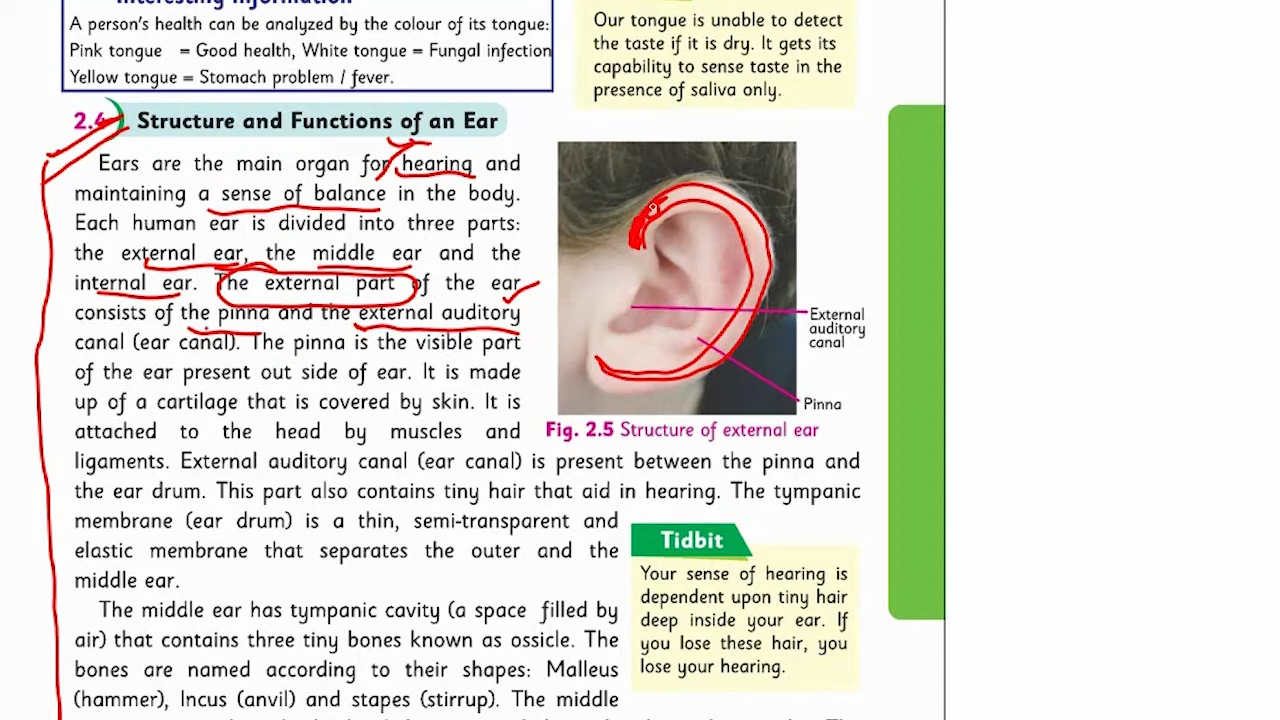 Interesting Information
A person's health can be analyzed by the colour of its tongue:
Pink tongue = Good health, White tongue = Fungal infection
Yellow tongue = Stomach problem / fever.
Our tongue is unable to detect
the taste if it is dry. It gets its
capability to sense taste in the
presence of saliva only.
2.4 Structure and Functions of an Ear
Ears are the main organ for hearing and
maintaining a sense of balance in the body.
Each human ear is divided into three parts:
the external ear, the middle ear and the
internal ear. The external part of the ear
consists of the pinna and the external auditory
canal (ear canal). The pinna is the visible part
of the ear present out side of ear. It is made
up of a cartilage that is covered by skin. It is
attached to the head by muscles and
ligaments. External auditory canal (ear canal) is present between the pinna and
the ear drum. This part also contains tiny hair that aid in hearing. The tympanic
membrane (ear drum) is a thin, semi-transparent and
elastic membrane that separates the outer and the
middle ear.
The middle ear has tympanic cavity (a space filled by
air) that contains three tiny bones known as ossicle. The
bones are named according to their shapes: Malleus
(hammer), Incus (anvil) and stapes (stirrup). The middle
External
auditory
canal
Pinna
Fig. 2.5 Structure of external ear
Tidbit
Your sense of hearing is
dependent upon tiny hair
deep inside your ear. If
you lose these hair, you
lose your hearing.